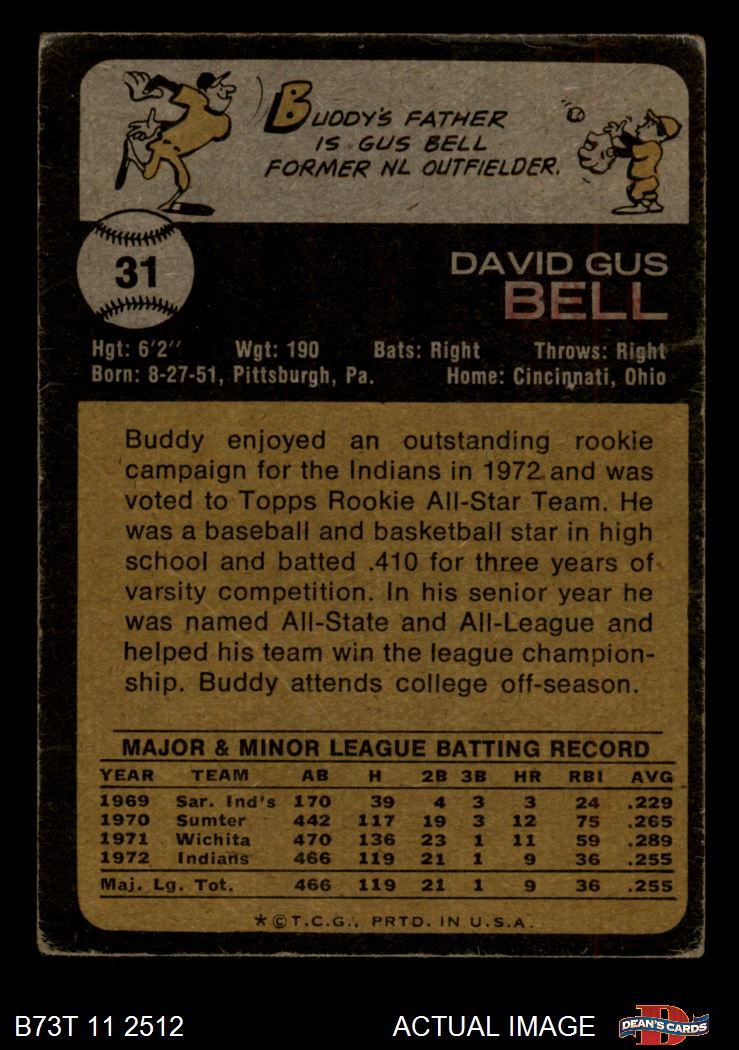 BUDDY'S FATHER
IS GUS BELL
FORMER NL OUTFIELDER.
31
DAVID GUS
BELL
Hgt: 6'2" Wgt: 190 Bats: Right Throws: Right
Born: 8-27-51, Pittsburgh, Pa. Home: Cincinnati, Ohio
Buddy enjoyed an outstanding rookie
campaign for the Indians in 1972 and was
voted to Topps Rookie All-Star Team. He
was a baseball and basketball star in high
school and batted .410 for three years of
varsity competition. In his senior year he
was named All-State and All-League and
helped his team win the league champion-
ship. Buddy attends college off-season.
MAJOR & MINOR LEAGUE BATTING RECORD
YEAR TEAM AB H 2B 3B HR RBI AVG
1969 Sar. Ind's 170 39 4 3 3 24 .229
1970 Sumter 442 117 19 3 12 75 .265
1971 Wichita 470 136 23 1 11 59 .289
1972 Indians 466 119 21 1 9 36 .255
Maj. Lg. Tot. 466 119 21 1 9 36 .255
★©T.C.G., PRTD. IN U.S.A.
B73T 11 2512 ACTUAL IMAGE
D
DEAN'S CARDS